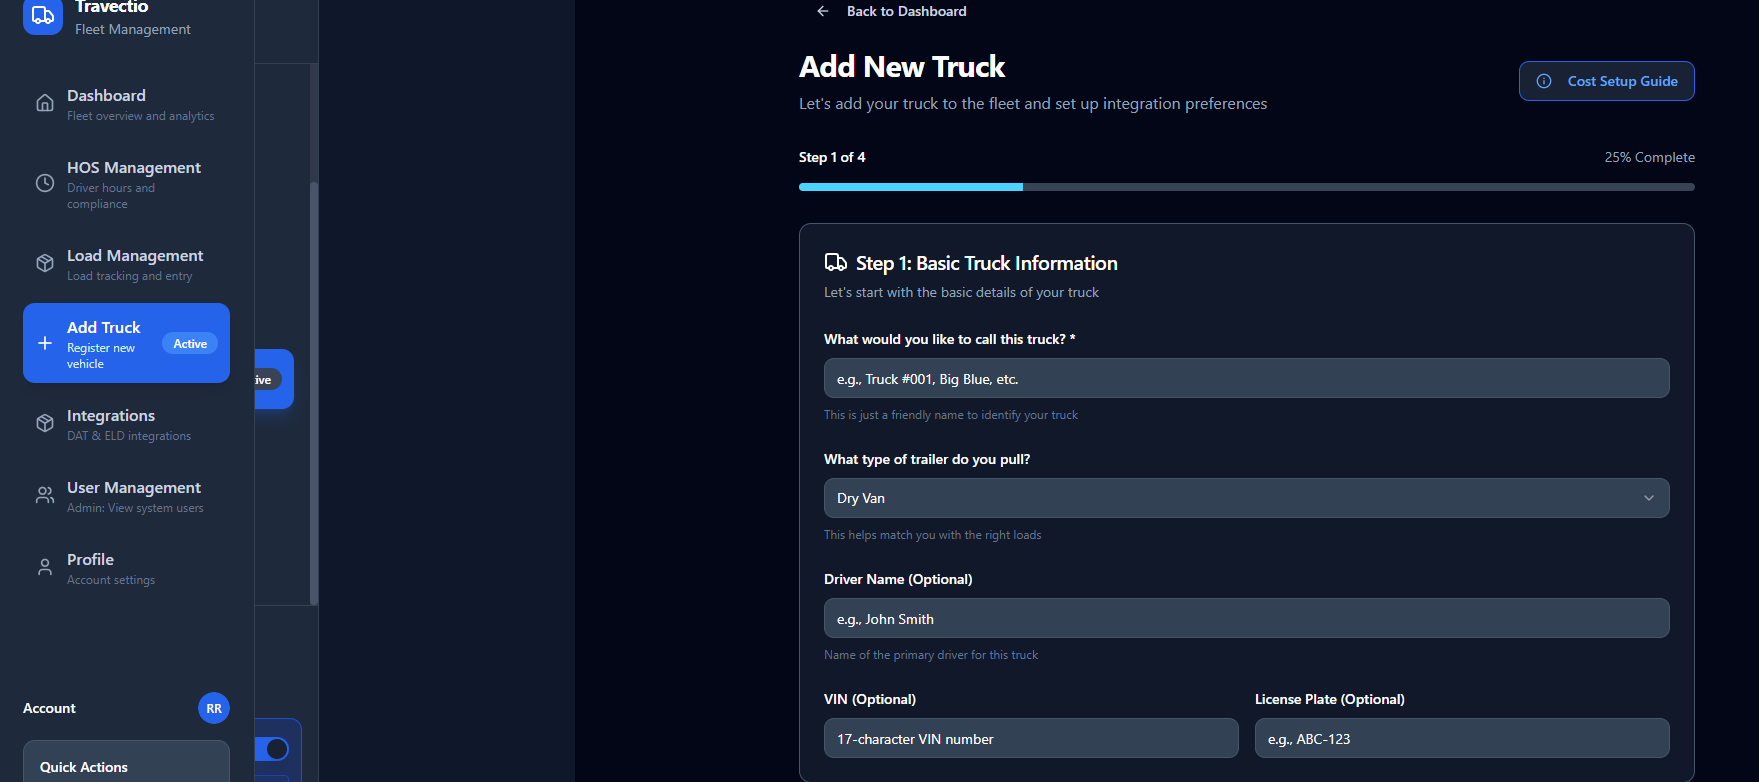 Travectio
Fleet Management
Dashboard
Fleet overview and analytics
HOS Management
Driver hours and
compliance
Load Management
Load tracking and entry
Add Truck
Register new
vehicle
Active
ive
Integrations
DAT & ELD integrations
User Management
Admin: View system users
Profile
Account settings
Account
RR
Quick Actions
Back to Dashboard
Add New Truck
Let's add your truck to the fleet and set up integration preferences
Cost Setup Guide
Step 1 of 4
25% Complete
Step 1: Basic Truck Information
Let's start with the basic details of your truck
What would you like to call this truck? *
e.g., Truck #001, Big Blue, etc.
This is just a friendly name to identify your truck
What type of trailer do you pull?
Dry Van
This helps match you with the right loads
Driver Name (Optional)
e.g., John Smith
Name of the primary driver for this truck
VIN (Optional)
17-character VIN number
License Plate (Optional)
e.g., ABC-123